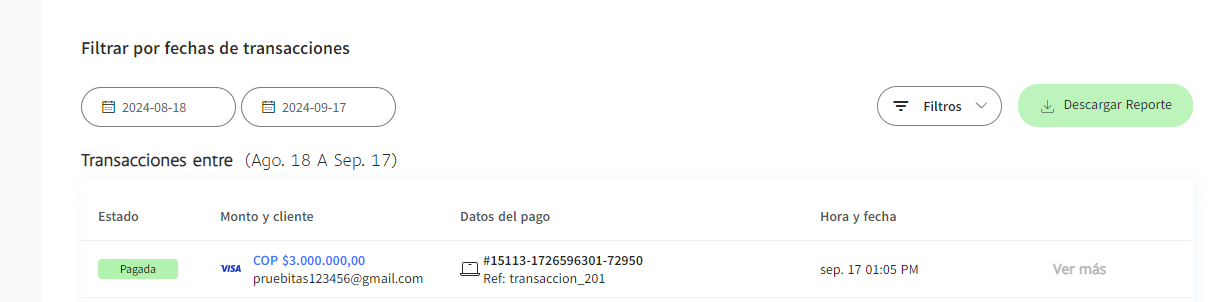 Filtrar por fechas de transacciones
2024-08-18 2024-09-17 Filtros Descargar Reporte
Transacciones entre (Ago. 18 A Sep. 17)
Estado Monto y cliente Datos del pago Hora y fecha
Pagada VISA COP $3.000.000,00 #15113-1726596301-72950 sep. 17 01:05 PM Ver más
pruebitas123456@gmail.com Ref: transaccion_201